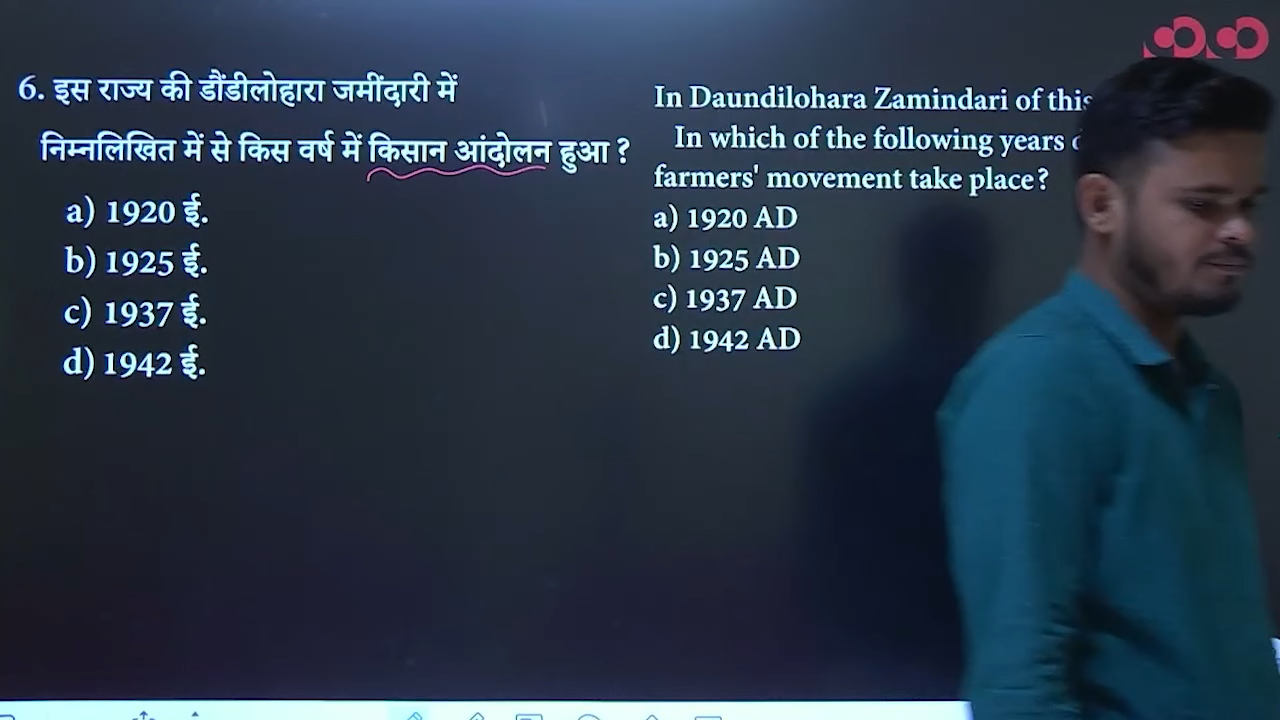 6. इस राज्य की डौंडीलोहारा जमींदारी में
निम्नलिखित में से किस वर्ष में किसान आंदोलन हुआ ?
a) 1920 ई.
b) 1925 ई.
c) 1937 ई.
d) 1942 ई.
In Daundilohara Zamindari of this
In which of the following years
farmers' movement take place?
a) 1920 AD
b) 1925 AD
c) 1937 AD
d) 1942 AD